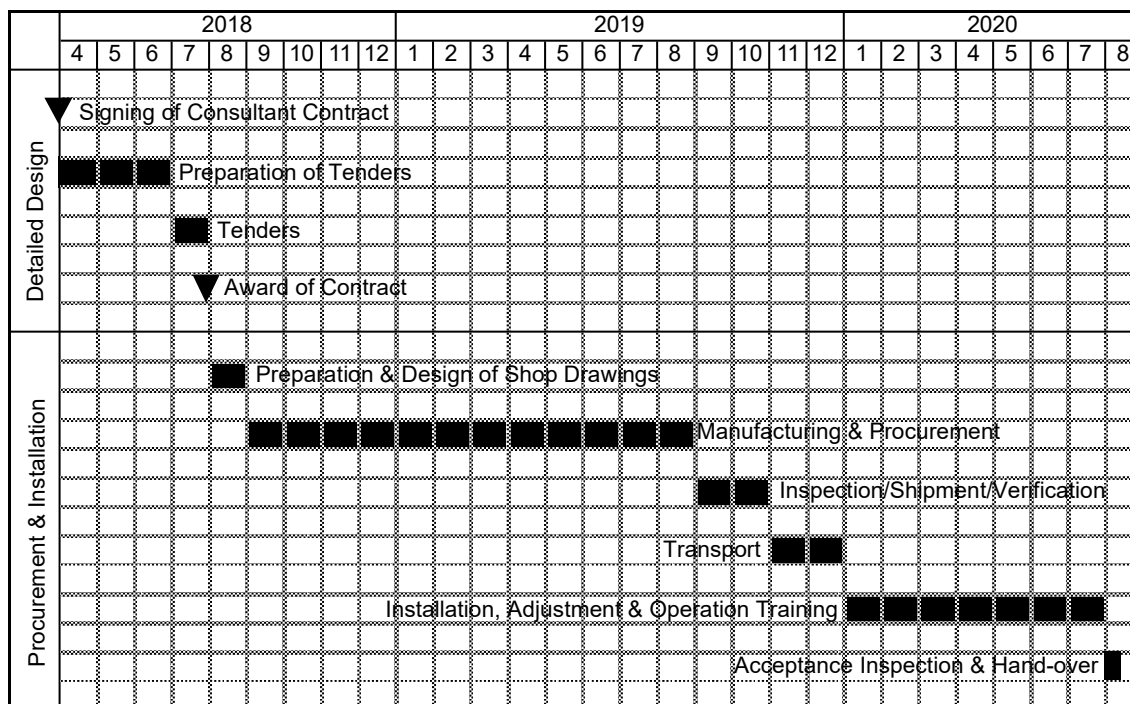 2018 2019 2020
4 5 6 7 8 9 10 11 12 1 2 3 4 5 6 7 8 9 10 11 12 1 2 3 4 5 6 7 8
Detailed Design
Signing of Consultant Contract
Preparation of Tenders
Tenders
Award of Contract
Procurement & Installation
Preparation & Design of Shop Drawings
Manufacturing & Procurement
Inspection/Shipment/Verification
Transport
Installation, Adjustment & Operation Training
Acceptance Inspection & Hand-over